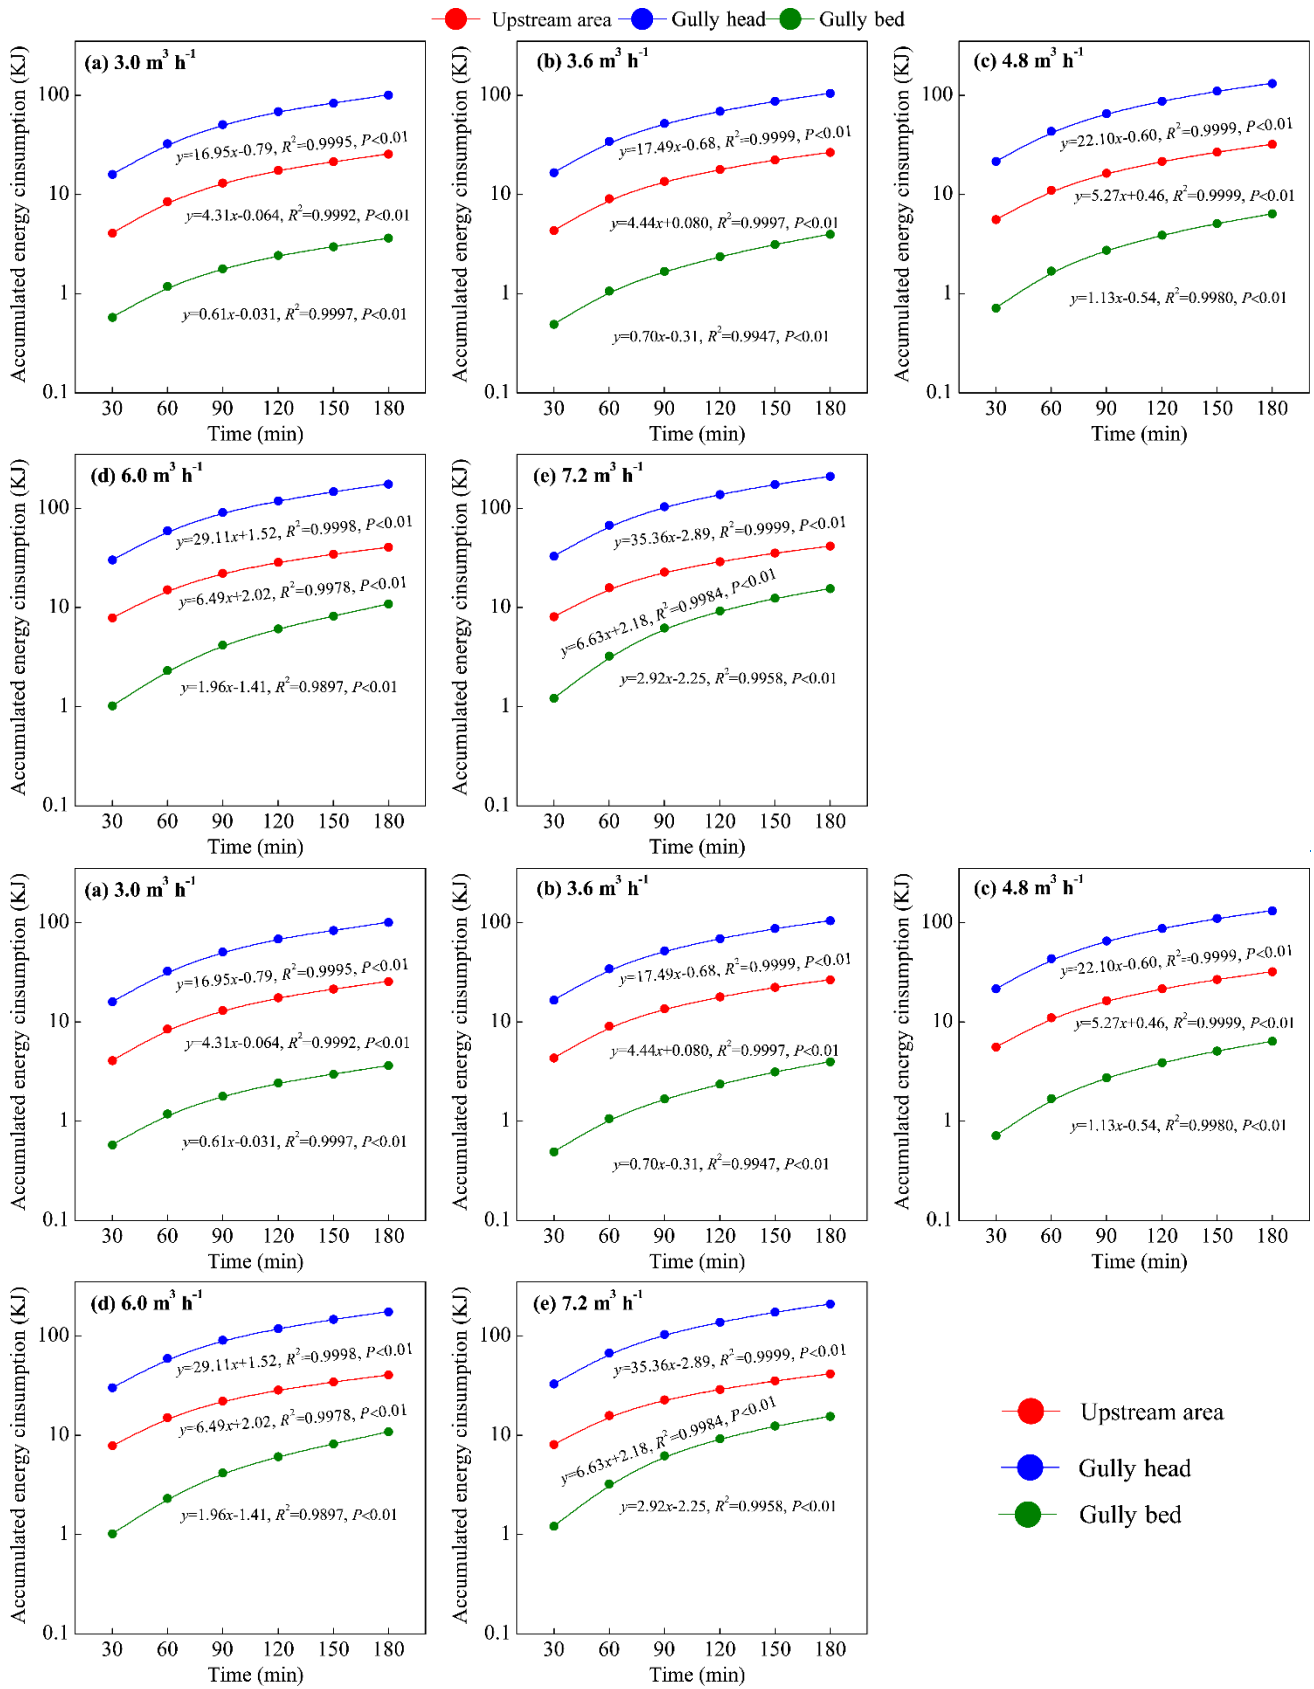 Upstream area Gully head Gully bed
(a) 3.0 m³ h⁻¹
Accumulated energy cinsumption (KJ)
100
10
1
0.1
y=16.95x-0.79, R²=0.9995, P<0.01
y=4.31x-0.064, R²=0.9992, P<0.01
y=0.61x-0.031, R²=0.9997, P<0.01
30 60 90 120 150 180
Time (min)
(b) 3.6 m³ h⁻¹
Accumulated energy cinsumption (KJ)
100
10
1
0.1
y=17.49x-0.68, R²=0.9999, P<0.01
y=4.44x+0.080, R²=0.9997, P<0.01
y=0.70x-0.31, R²=0.9947, P<0.01
30 60 90 120 150 180
Time (min)
(c) 4.8 m³ h⁻¹
Accumulated energy cinsumption (KJ)
100
10
1
0.1
y=22.10x-0.60, R²=0.9999, P<0.01
y=5.27x+0.46, R²=0.9999, P<0.01
y=1.13x-0.54, R²=0.9980, P<0.01
30 60 90 120 150 180
Time (min)
(d) 6.0 m³ h⁻¹
Accumulated energy cinsumption (KJ)
100
10
1
0.1
y=29.11x+1.52, R²=0.9998, P<0.01
y=6.49x+2.02, R²=0.9978, P<0.01
y=1.96x-1.41, R²=0.9897, P<0.01
30 60 90 120 150 180
Time (min)
(e) 7.2 m³ h⁻¹
Accumulated energy cinsumption (KJ)
100
10
1
0.1
y=35.36x-2.89, R²=0.9999, P<0.01
y=6.63x+2.18, R²=0.9984, P<0.01
y=2.92x-2.25, R²=0.9958, P<0.01
30 60 90 120 150 180
Time (min)
(a) 3.0 m³ h⁻¹
Accumulated energy cinsumption (KJ)
100
10
1
0.1
y=16.95x-0.79, R²=0.9995, P<0.01
y=4.31x-0.064, R²=0.9992, P<0.01
y=0.61x-0.031, R²=0.9997, P<0.01
30 60 90 120 150 180
Time (min)
(b) 3.6 m³ h⁻¹
Accumulated energy cinsumption (KJ)
100
10
1
0.1
y=17.49x-0.68, R²=0.9999, P<0.01
y=4.44x+0.080, R²=0.9997, P<0.01
y=0.70x-0.31, R²=0.9947, P<0.01
30 60 90 120 150 180
Time (min)
(c) 4.8 m³ h⁻¹
Accumulated energy cinsumption (KJ)
100
10
1
0.1
y=22.10x-0.60, R²=0.9999, P<0.01
y=5.27x+0.46, R²=0.9999, P<0.01
y=1.13x-0.54, R²=0.9980, P<0.01
30 60 90 120 150 180
Time (min)
(d) 6.0 m³ h⁻¹
Accumulated energy cinsumption (KJ)
100
10
1
0.1
y=29.11x+1.52, R²=0.9998, P<0.01
y=6.49x+2.02, R²=0.9978, P<0.01
y=1.96x-1.41, R²=0.9897, P<0.01
30 60 90 120 150 180
Time (min)
(e) 7.2 m³ h⁻¹
Accumulated energy cinsumption (KJ)
100
10
1
0.1
y=35.36x-2.89, R²=0.9999, P<0.01
y=6.63x+2.18, R²=0.9984, P<0.01
y=2.92x-2.25, R²=0.9958, P<0.01
30 60 90 120 150 180
Time (min)
Upstream area
Gully head
Gully bed